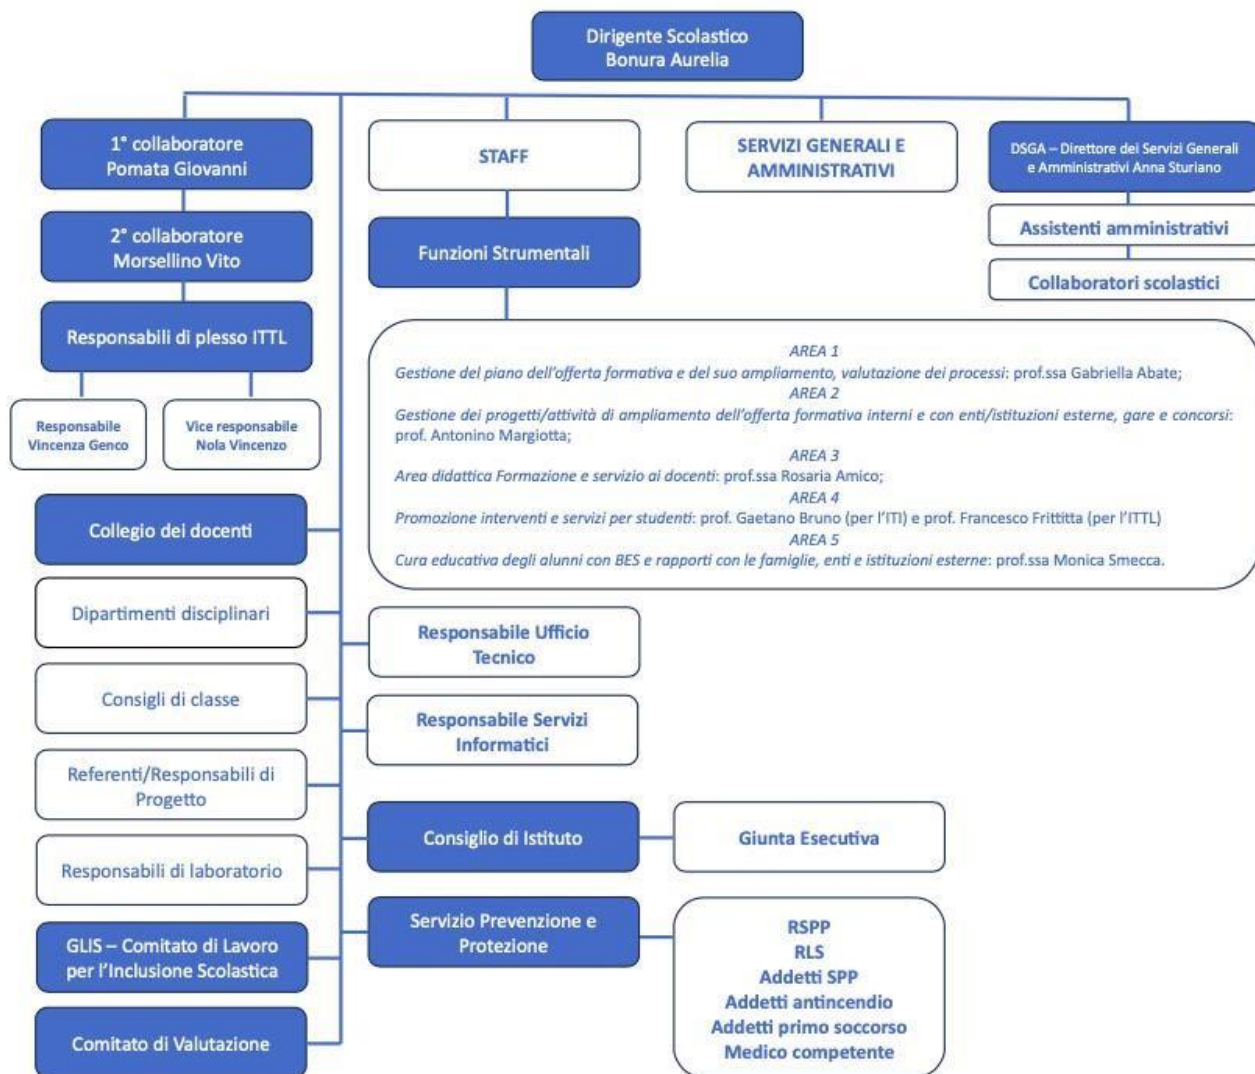 Dirigente Scolastico
Bonura Aurelia
1° collaboratore
Pomata Giovanni
STAFF
SERVIZI GENERALI E
AMMINISTRATIVI
DSGA – Direttore dei Servizi Generali
e Amministrativi Anna Sturiano
2° collaboratore
Morsellino Vito
Funzioni Strumentali
Assistenti amministrativi
Collaboratori scolastici
Responsabili di plesso ITTL
Responsabile
Vincenza Genco
Vice responsabile
Nola Vincenzo
AREA 1
Gestione del piano dell'offerta formativa e del suo ampliamento, valutazione dei processi: prof.ssa Gabriella Abate;
AREA 2
Gestione dei progetti/attività di ampliamento dell'offerta formativa interni e con enti/istituzioni esterne, gare e concorsi:
prof. Antonino Margiotta;
AREA 3
Area didattica Formazione e servizio ai docenti: prof.ssa Rosaria Amico;
AREA 4
Promozione interventi e servizi per studenti: prof. Gaetano Bruno (per l'ITI) e prof. Francesco Frittitta (per l'ITTL)
AREA 5
Cura educativa degli alunni con BES e rapporti con le famiglie, enti e istituzioni esterne: prof.ssa Monica Smecca.
Collegio dei docenti
Dipartimenti disciplinari
Consigli di classe
Referenti/Responsabili di
Progetto
Responsabili di laboratorio
GLIS – Comitato di Lavoro
per l'Inclusione Scolastica
Comitato di Valutazione
Responsabile Ufficio
Tecnico
Responsabile Servizi
Informatici
Consiglio di Istituto
Giunta Esecutiva
Servizio Prevenzione e
Protezione
RSPP
RLS
Addetti SPP
Addetti antincendio
Addetti primo soccorso
Medico competente